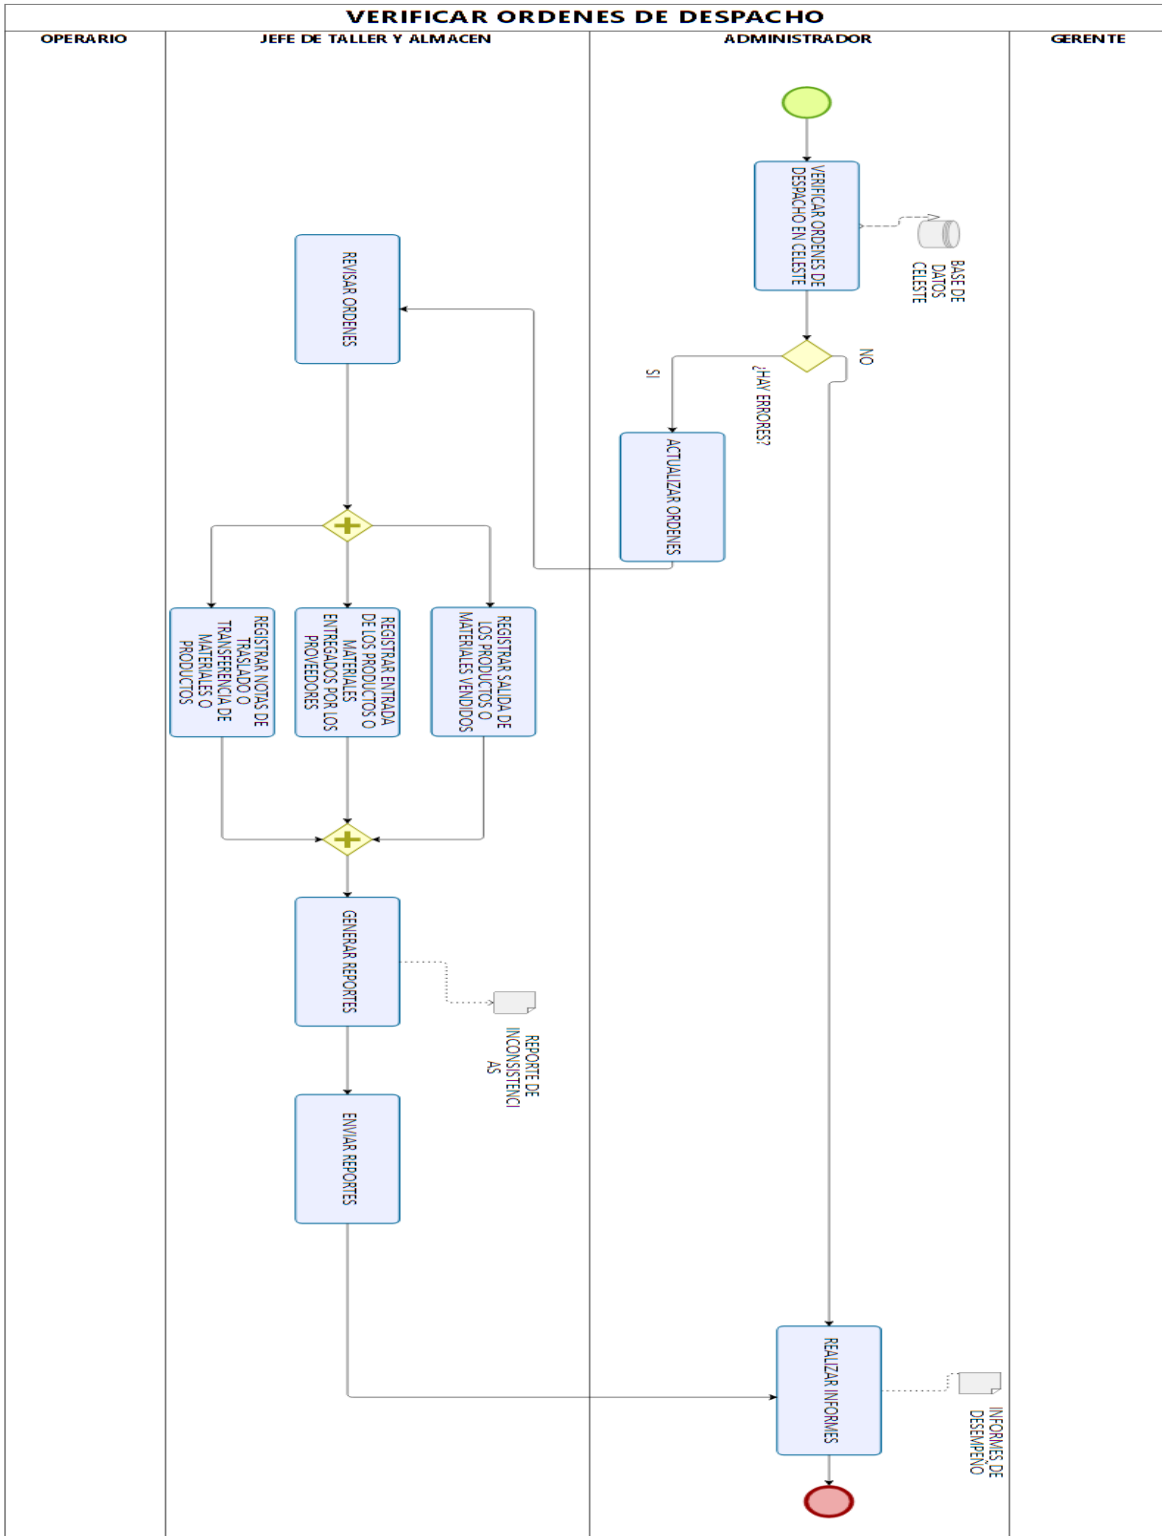 VERIFICAR ORDENES DE DESPACHO
OPERARIO
JEFE DE TALLER Y ALMACEN
ADMINISTRADOR
GERENTE
VERIFICAR ORDENES DE
DESPACHO EN CELESTE
BASE DE
DATOS
CELESTE
REVISAR ORDENES
NO
¿HAY ERRORES?
SI
ACTUALIZAR ORDENES
REGISTRAR NOTAS DE
TRASLADO O
TRANSFERENCIA DE
MATERIALES O
PRODUCTOS
REGISTRAR ENTRADA
DE LOS PRODUCTOS O
MATERIALES
ENTREGADOS POR LOS
PROVEEDORES
REGISTRAR SALIDA DE
LOS PRODUCTOS O
MATERIALES VENDIDOS
GENERAR REPORTES
REPORTE DE
INCONSISTENCI
AS
ENVIAR REPORTES
REALIZAR INFORMES
INFORMES DE
DESEMPEÑO